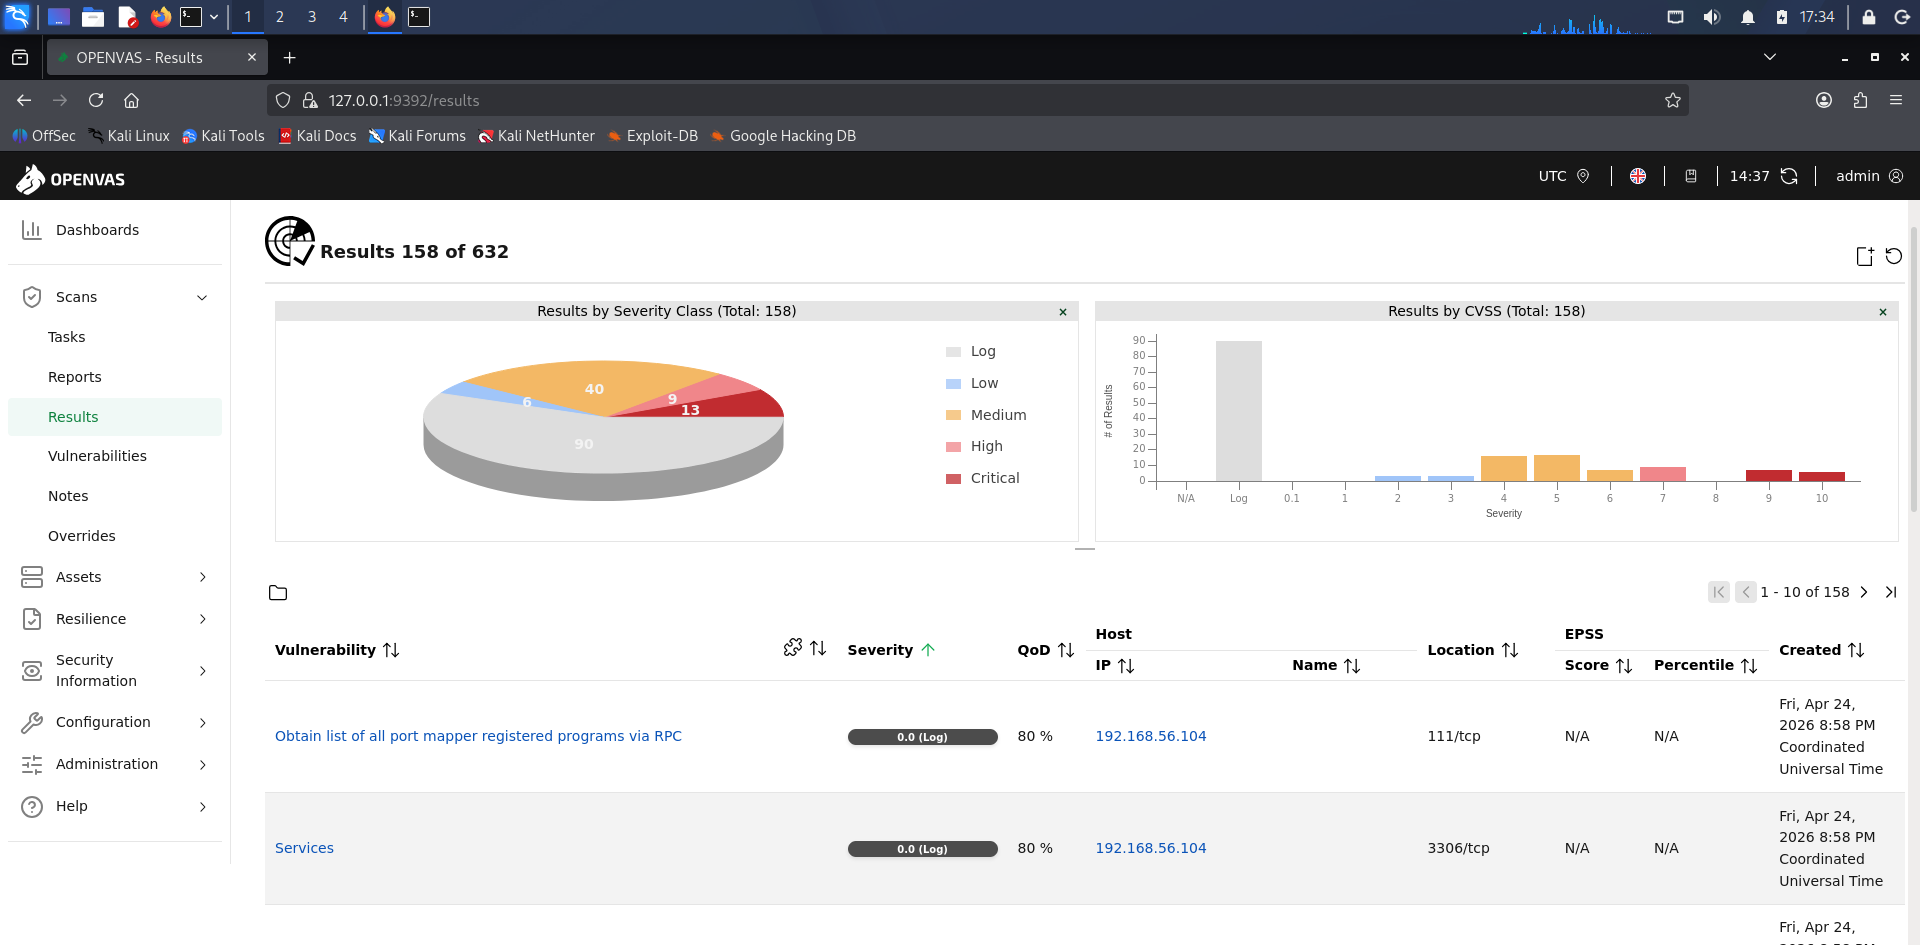 1 2 3 4
17:34
OPENVAS - Results
127.0.0.1:9392/results
OffSec Kali Linux Kali Tools Kali Docs Kali Forums Kali NetHunter Exploit-DB Google Hacking DB
OPENVAS
UTC
14:37
admin
Dashboards
Scans
Tasks
Reports
Results
Vulnerabilities
Notes
Overrides
Assets
Resilience
Security
Information
Configuration
Administration
Help
Results 158 of 632
Results by Severity Class (Total: 158)
40
6
9
13
90
Log
Low
Medium
High
Critical
Results by CVSS (Total: 158)
# of Results
90
80
70
60
50
40
30
20
10
0
N/A Log 0.1 1 2 3 4 5 6 7 8 9 10
Severity
1 - 10 of 158
Vulnerability Severity QoD Host Location EPSS Created
IP Name Score Percentile
Obtain list of all port mapper registered programs via RPC 0.0 (Log) 80 % 192.168.56.104 111/tcp N/A N/A
Fri, Apr 24,
2026 8:58 PM
Coordinated
Universal Time
Services 0.0 (Log) 80 % 192.168.56.104 3306/tcp N/A N/A
Fri, Apr 24,
2026 8:58 PM
Coordinated
Universal Time
Fri, Apr 24,